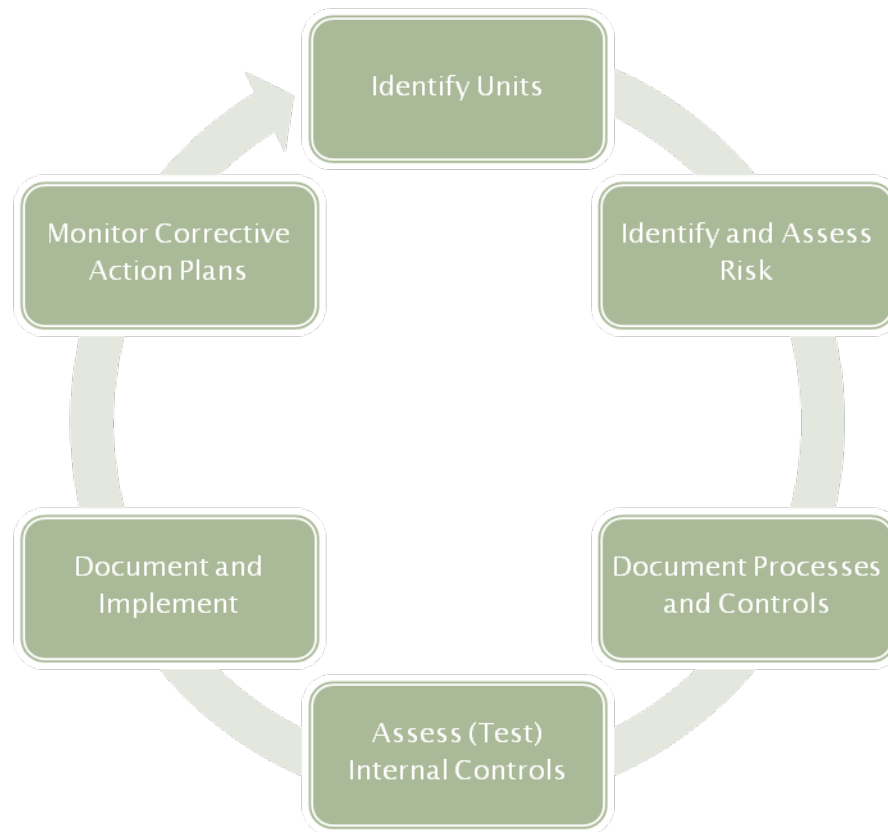 Identify Units
Identify and Assess
Risk
Document Processes
and Controls
Assess (Test)
Internal Controls
Document and
Implement
Monitor Corrective
Action Plans